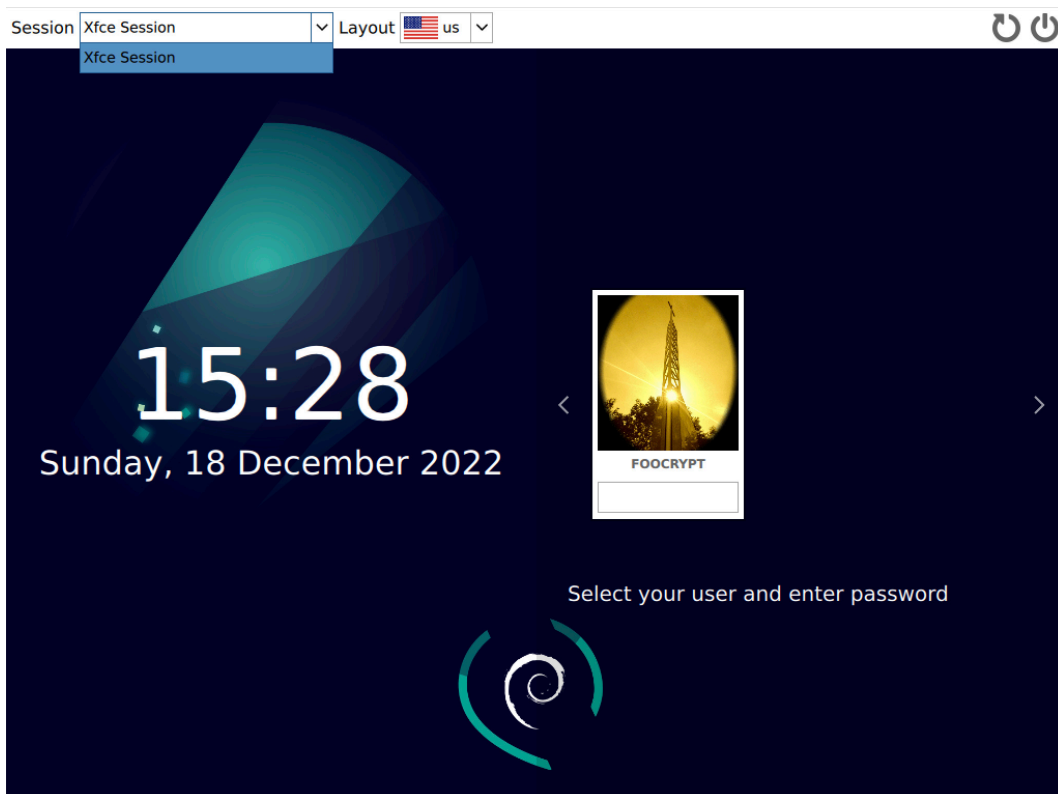 Session Xfce Session Layout us
Xfce Session
15:28
Sunday, 18 December 2022
FOOCRYPT
Select your user and enter password